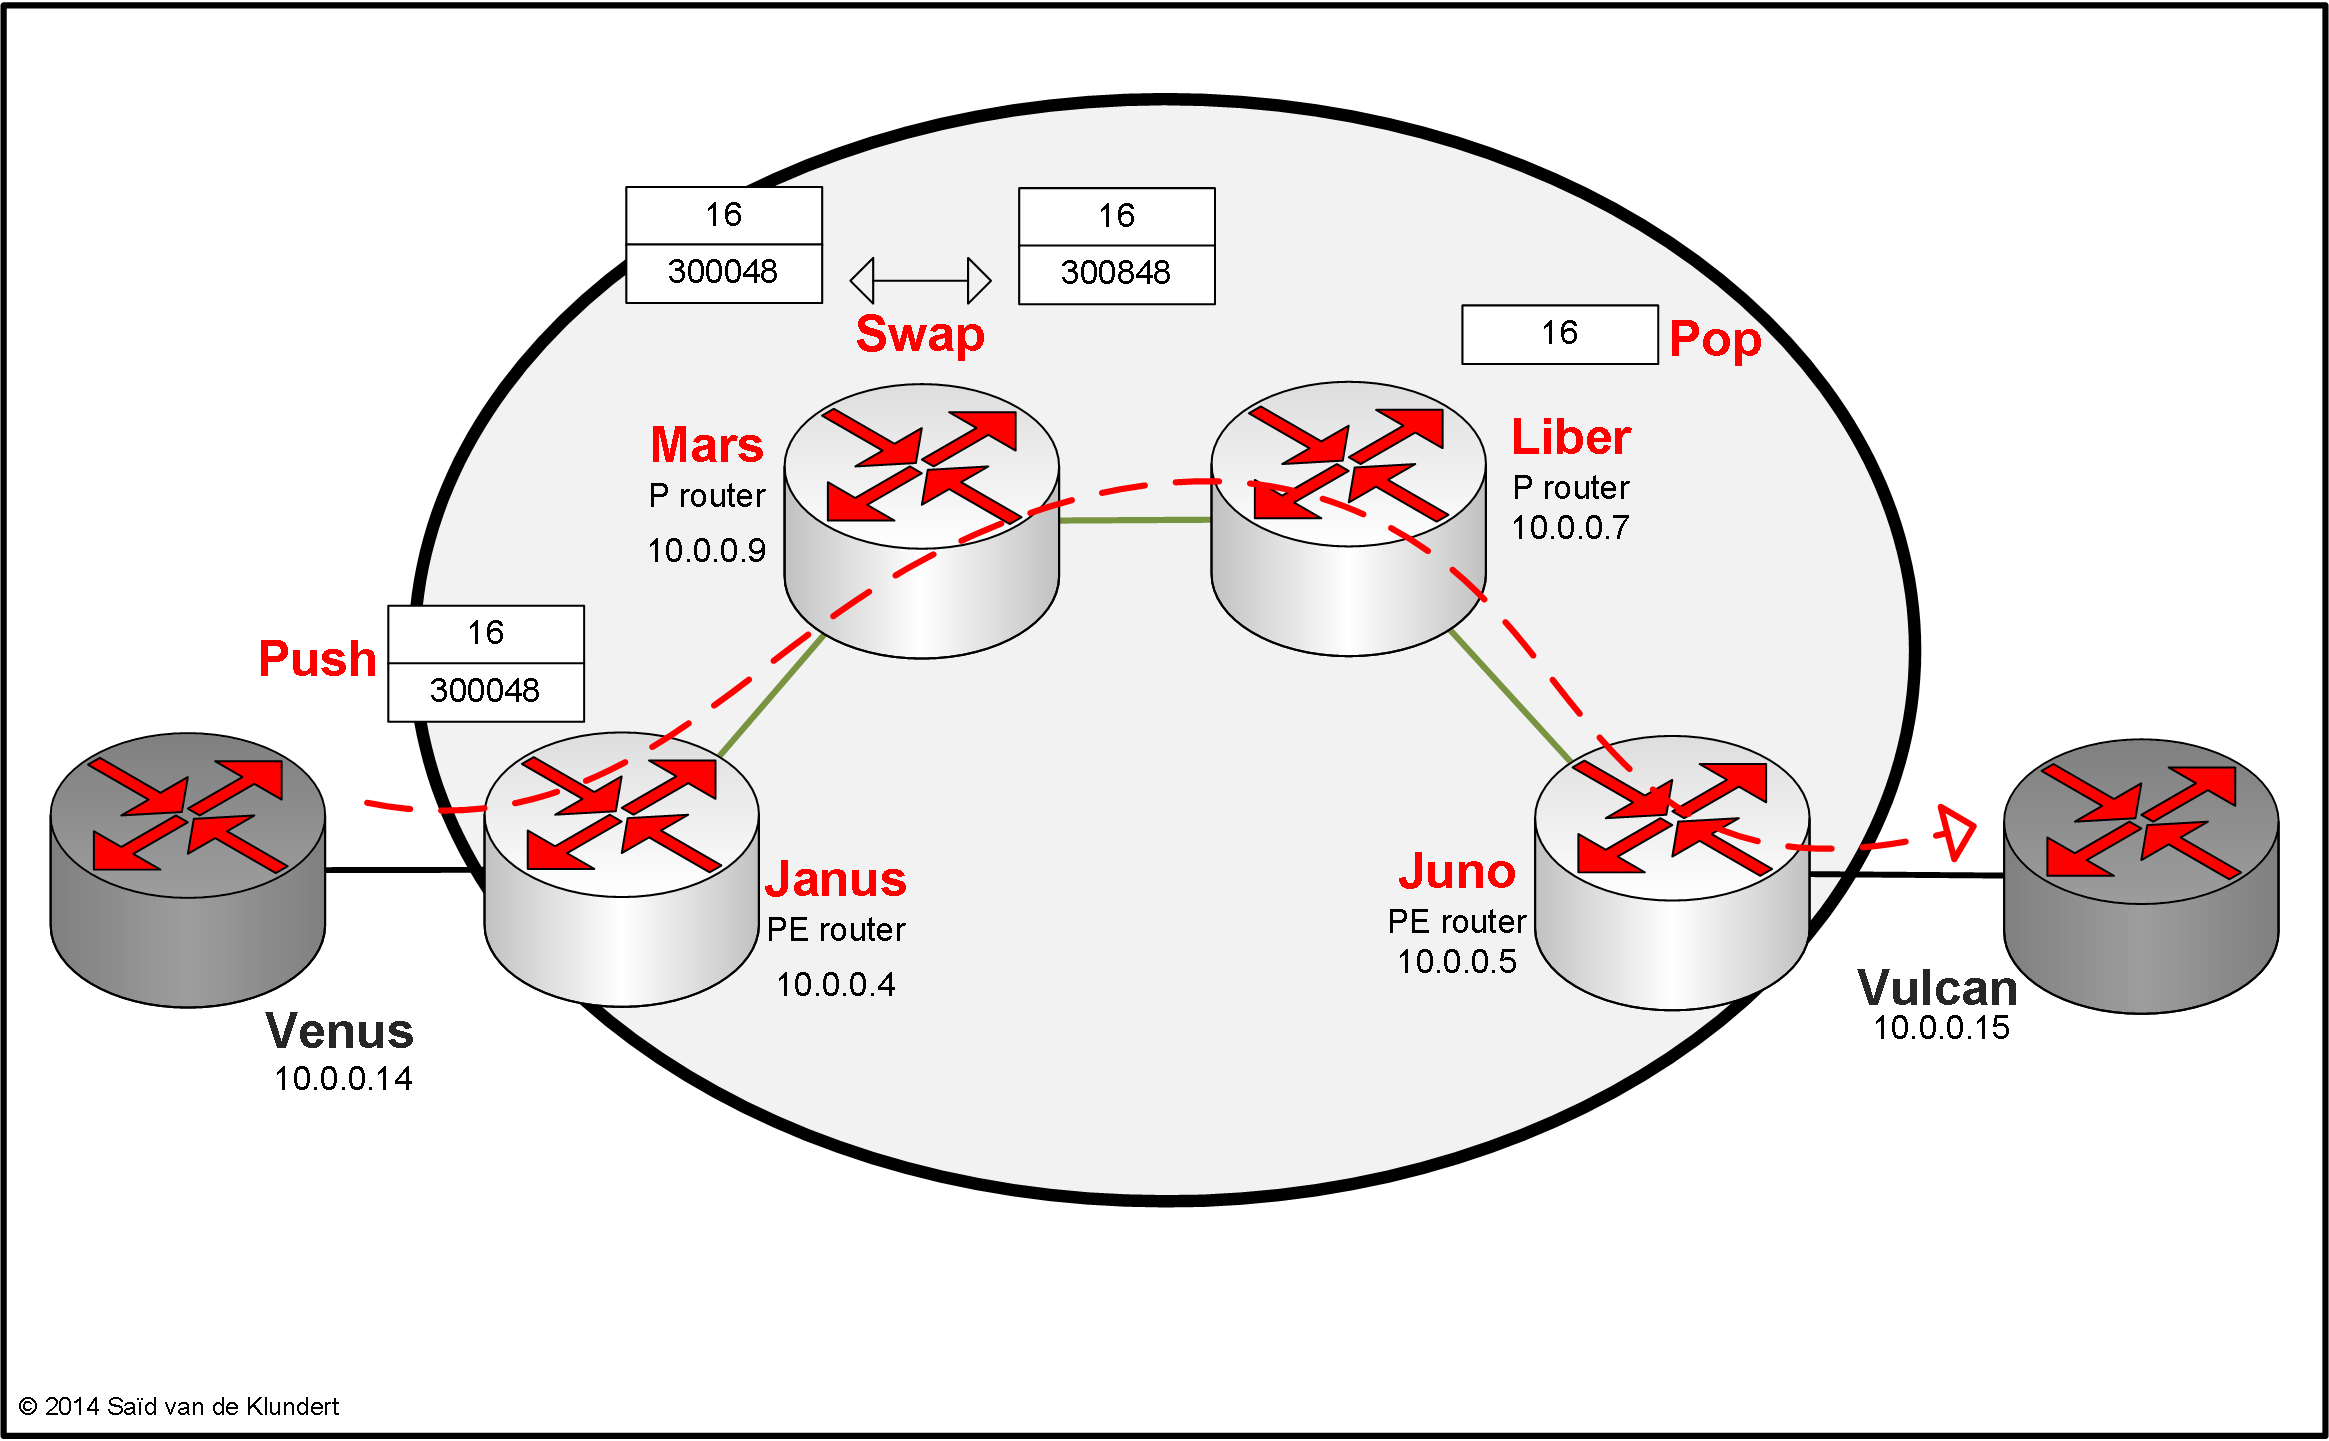 16
300048
Swap
16
300848
16
Pop
Mars
P router
10.0.0.9
Liber
P router
10.0.0.7
Push
16
300048
Janus
PE router
10.0.0.4
Juno
PE router
10.0.0.5
Venus
10.0.0.14
Vulcan
10.0.0.15
© 2014 Saïd van de Klundert